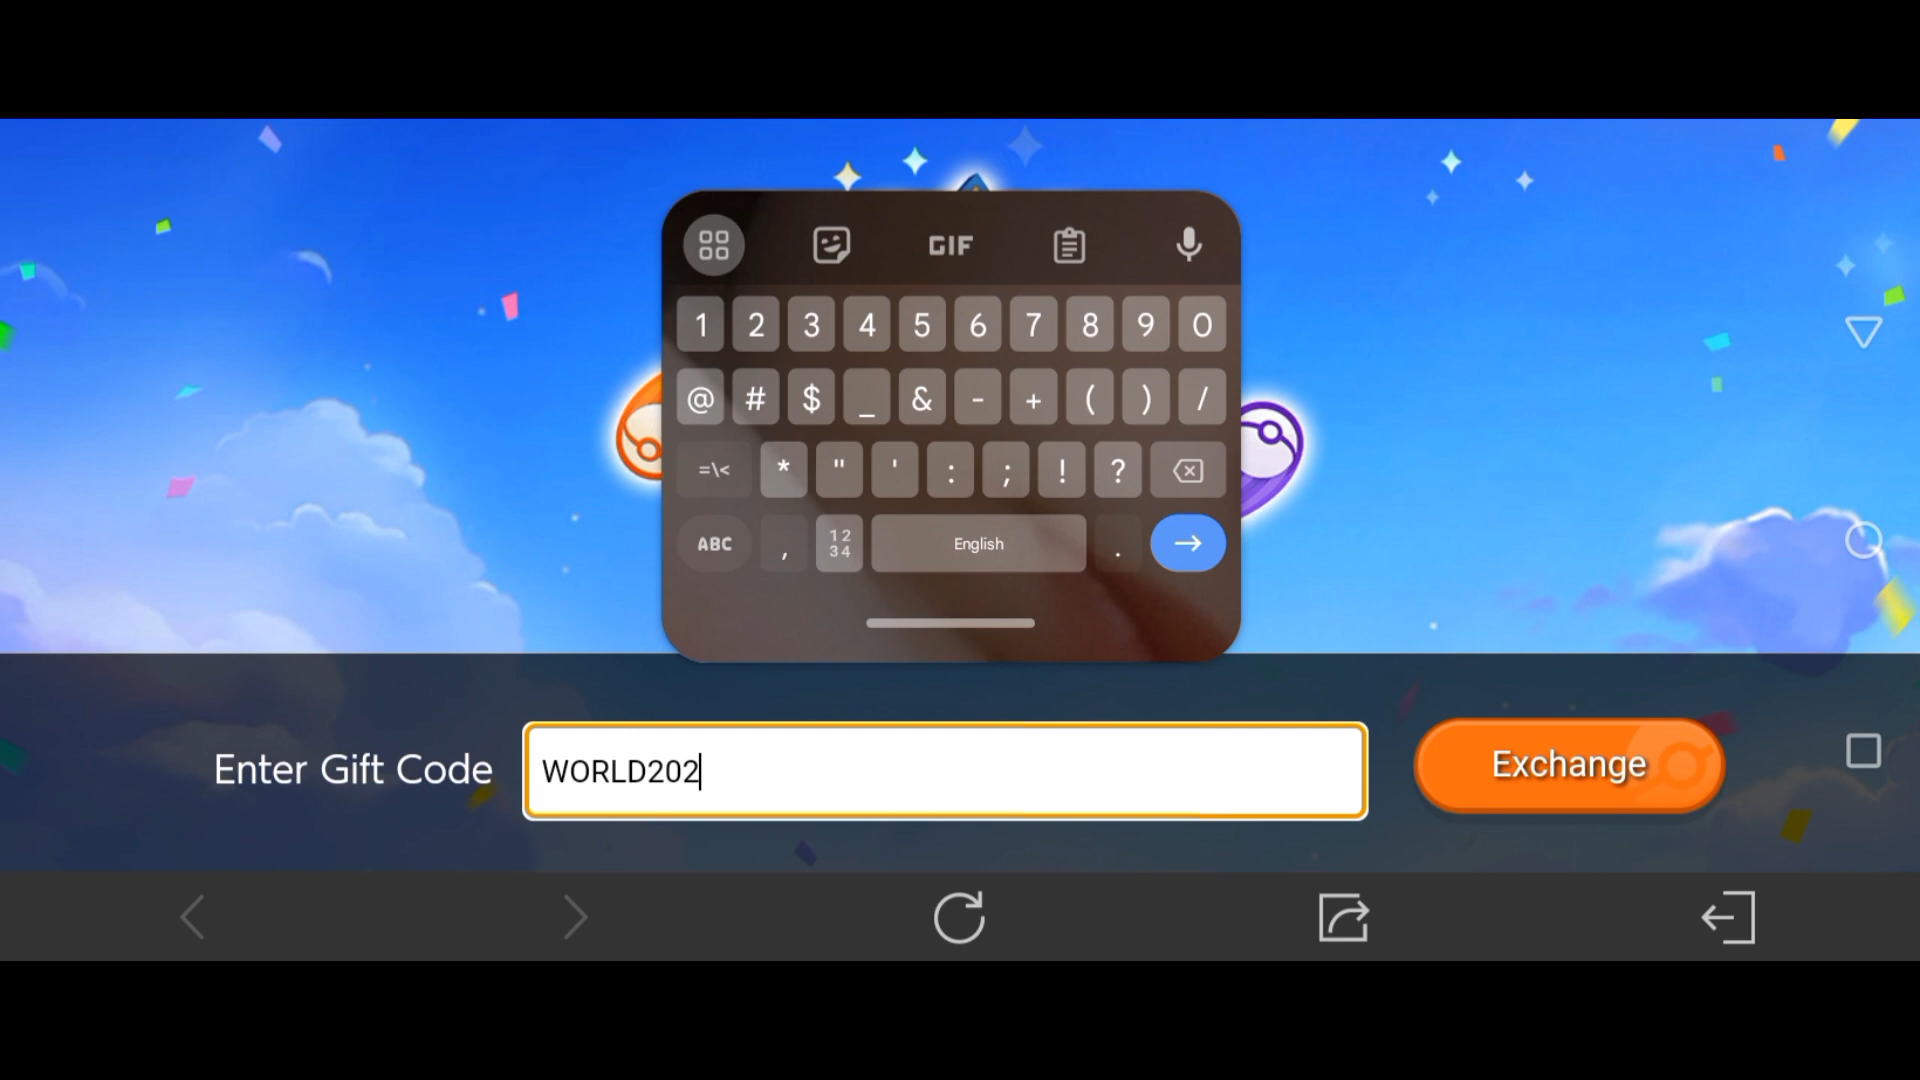 GIF
1 2 3 4 5 6 7 8 9 0
@ # $ _ & - + ( ) /
=\< * " ' : ; ! ?
ABC , 12 34 English .
Enter Gift Code WORLD202 Exchange